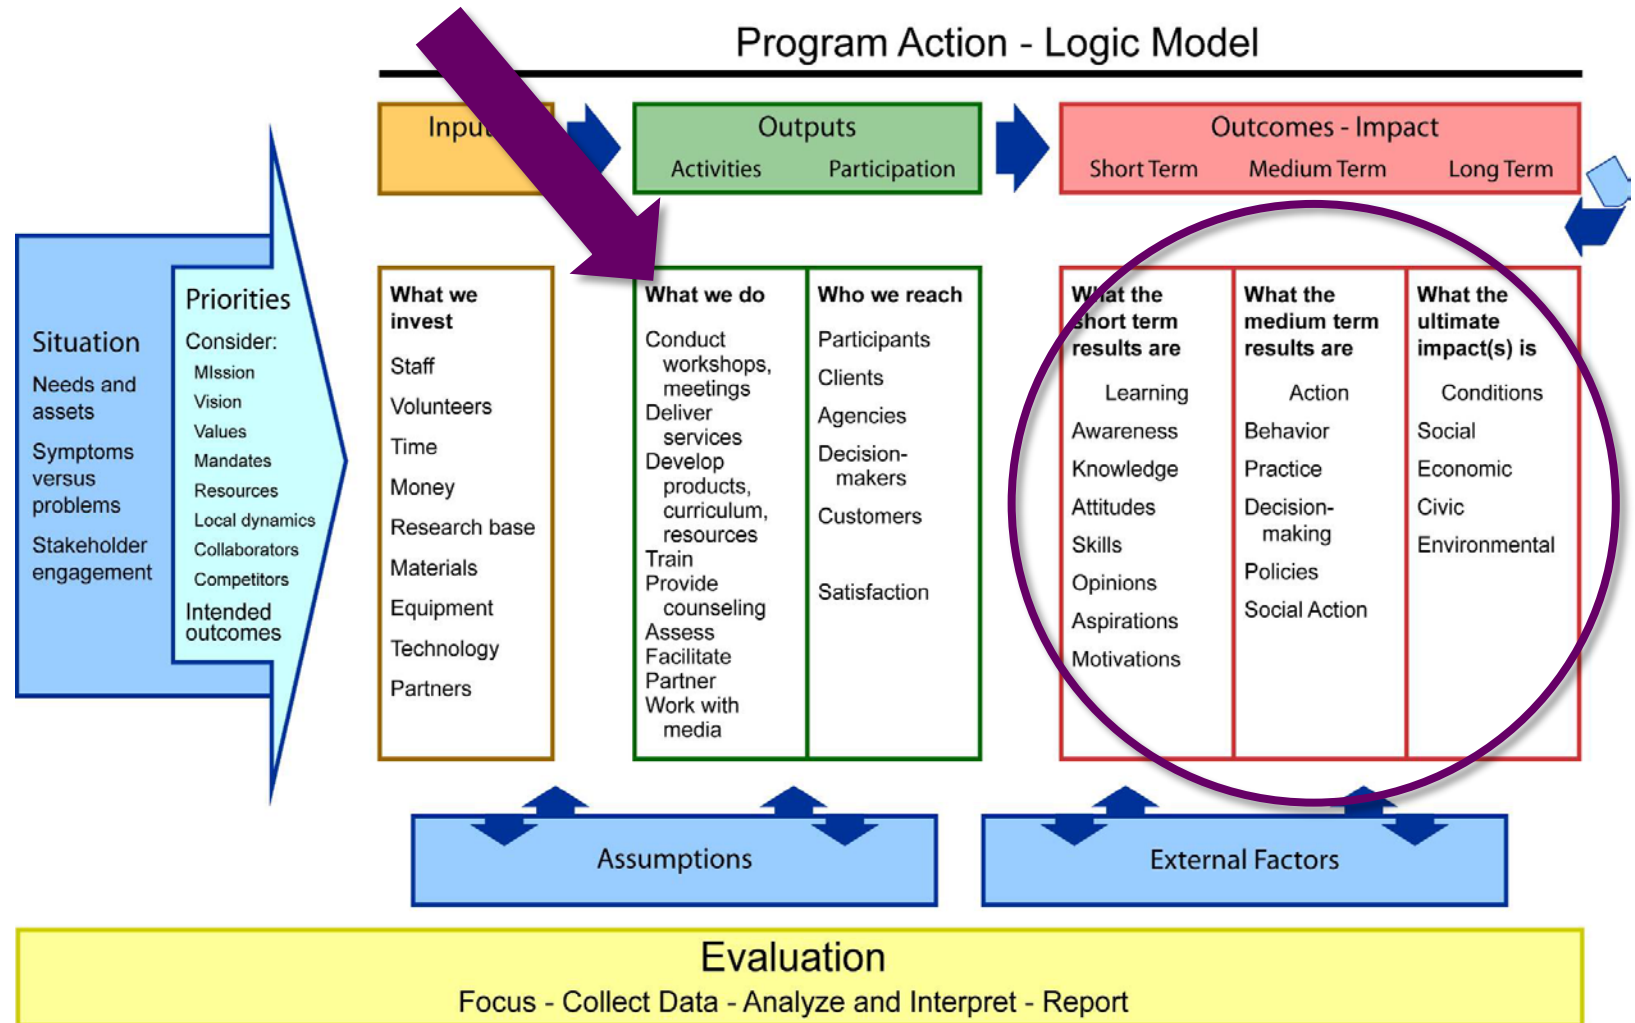 Program Action - Logic Model
Input
Outputs
Activities
Participation
Outcomes - Impact
Short Term
Medium Term
Long Term
Situation
Needs and
assets
Symptoms
versus
problems
Stakeholder
engagement
Priorities
Consider:
MIssion
Vision
Values
Mandates
Resources
Local dynamics
Collaborators
Competitors
Intended
outcomes
What we
invest
Staff
Volunteers
Time
Money
Research base
Materials
Equipment
Technology
Partners
What we do
Conduct
workshops,
meetings
Deliver
services
Develop
products,
curriculum,
resources
Train
Provide
counseling
Assess
Facilitate
Partner
Work with
media
Who we reach
Participants
Clients
Agencies
Decision-
makers
Customers
Satisfaction
What the
short term
results are
Learning
Awareness
Knowledge
Attitudes
Skills
Opinions
Aspirations
Motivations
What the
medium term
results are
Action
Behavior
Practice
Decision-
making
Policies
Social Action
What the
ultimate
impact(s) is
Conditions
Social
Economic
Civic
Environmental
Assumptions
External Factors
Evaluation
Focus - Collect Data - Analyze and Interpret - Report